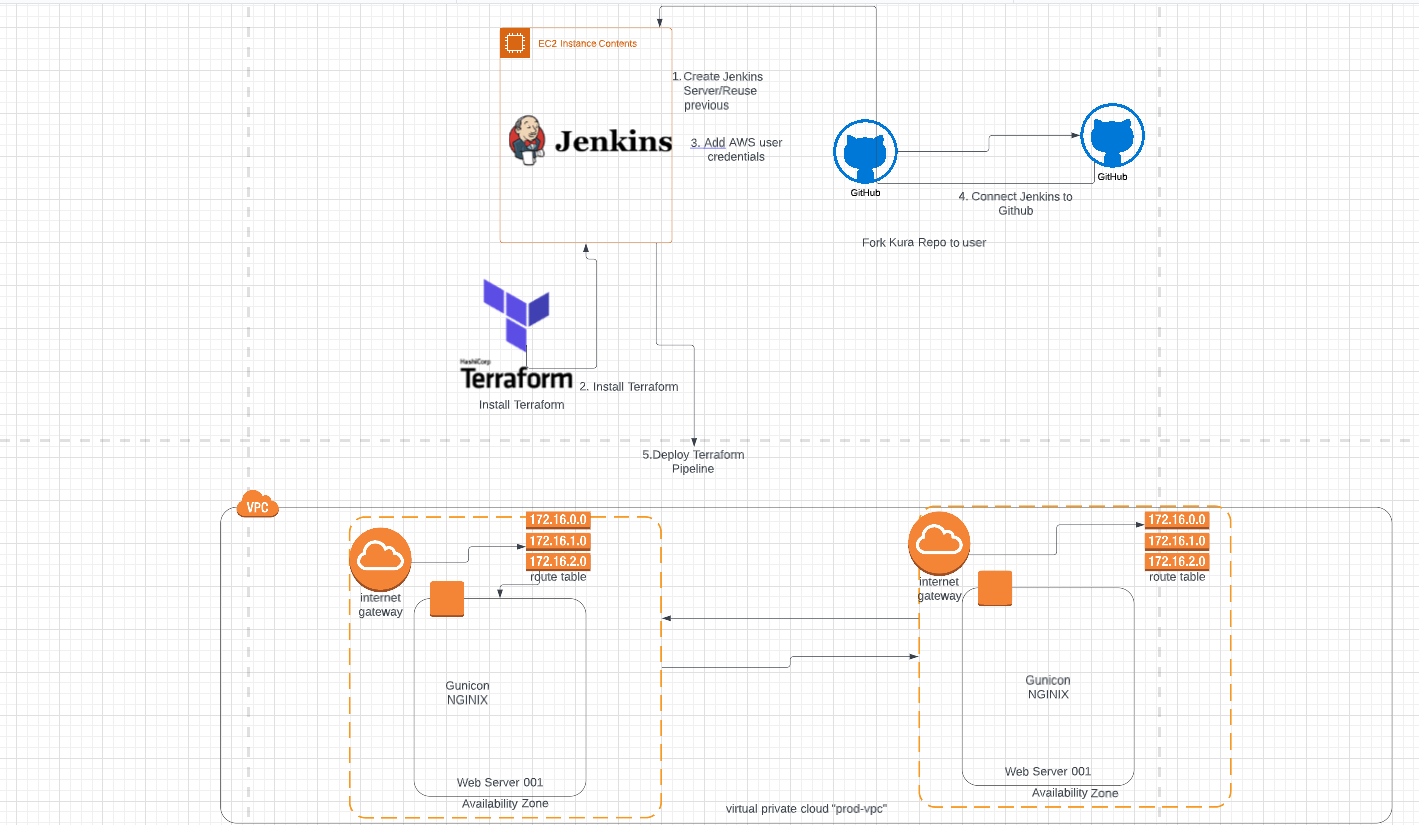 EC2 Instance Contents
1. Create Jenkins
Server/Reuse
previous
Jenkins
3. Add AWS user
credentials
GitHub
GitHub
4. Connect Jenkins to
Github
Fork Kura Repo to user
HashiCorp
Terraform
2. Install Terraform
Install Terraform
5.Deploy Terraform
Pipeline
VPC
172.16.0.0
172.16.1.0
172.16.2.0
route table
internet
gateway
Gunicon
NGINIX
Web Server 001
Availability Zone
172.16.0.0
172.16.1.0
172.16.2.0
route table
internet
gateway
Gunicon
NGINIX
Web Server 001
Availability Zone
virtual private cloud "prod-vpc"